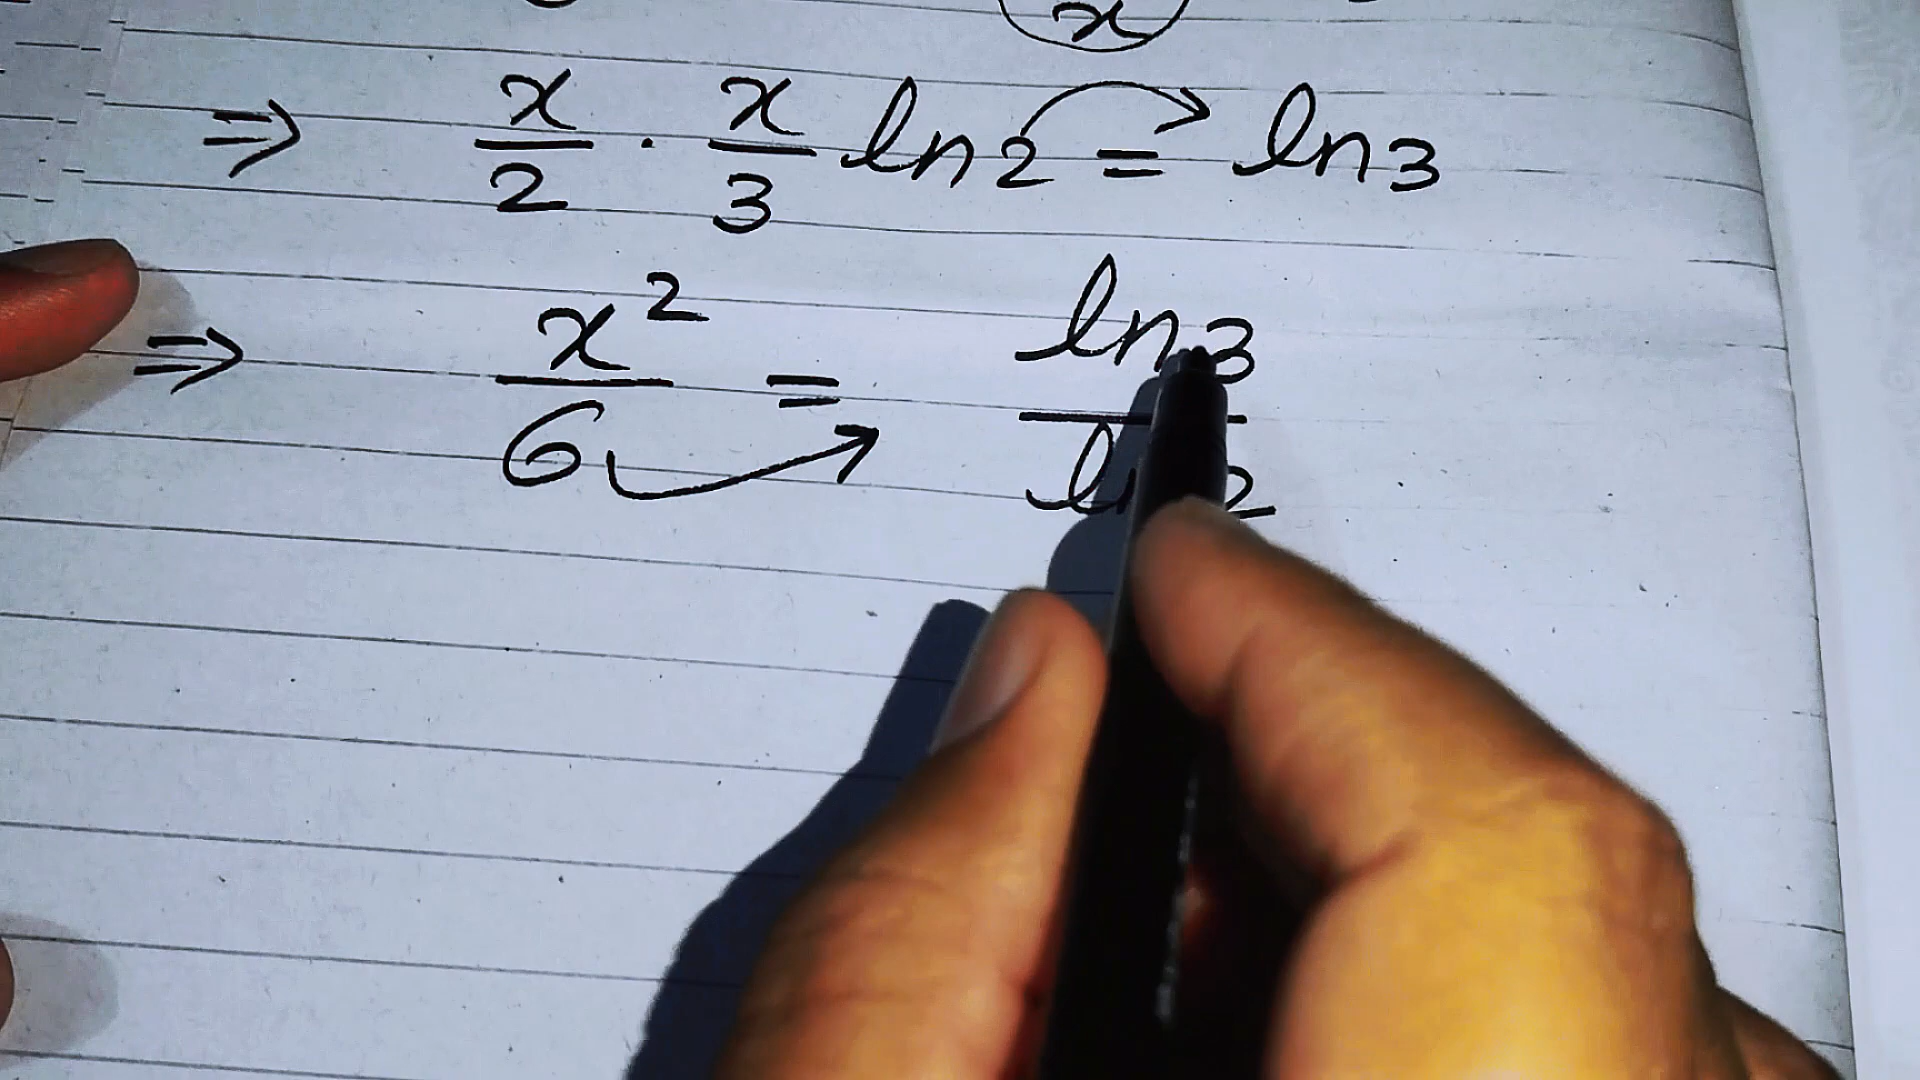 x
⇒ x/2 · x/3 ln2 = ln3
⇒ x²/6 = ln3/ln2